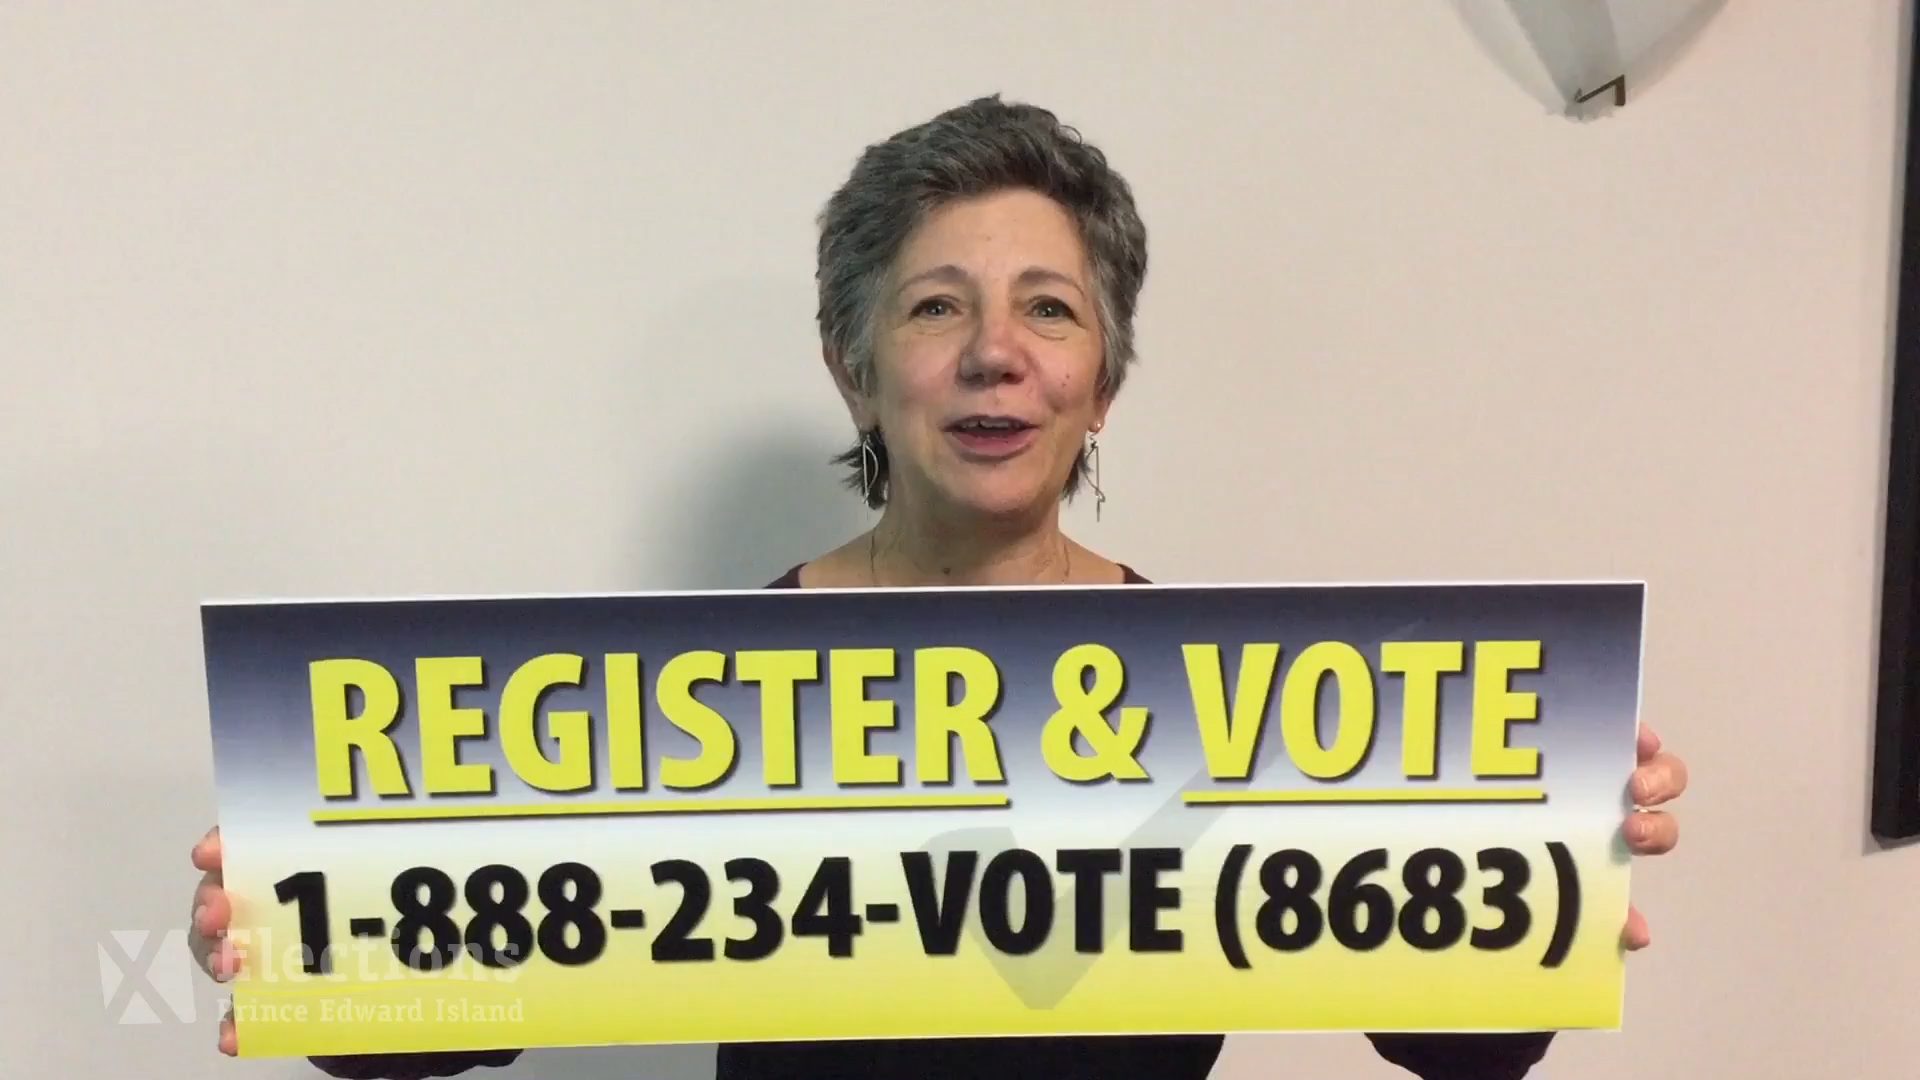 REGISTER & VOTE
1-888-234-VOTE (8683)
Elections
Prince Edward Island